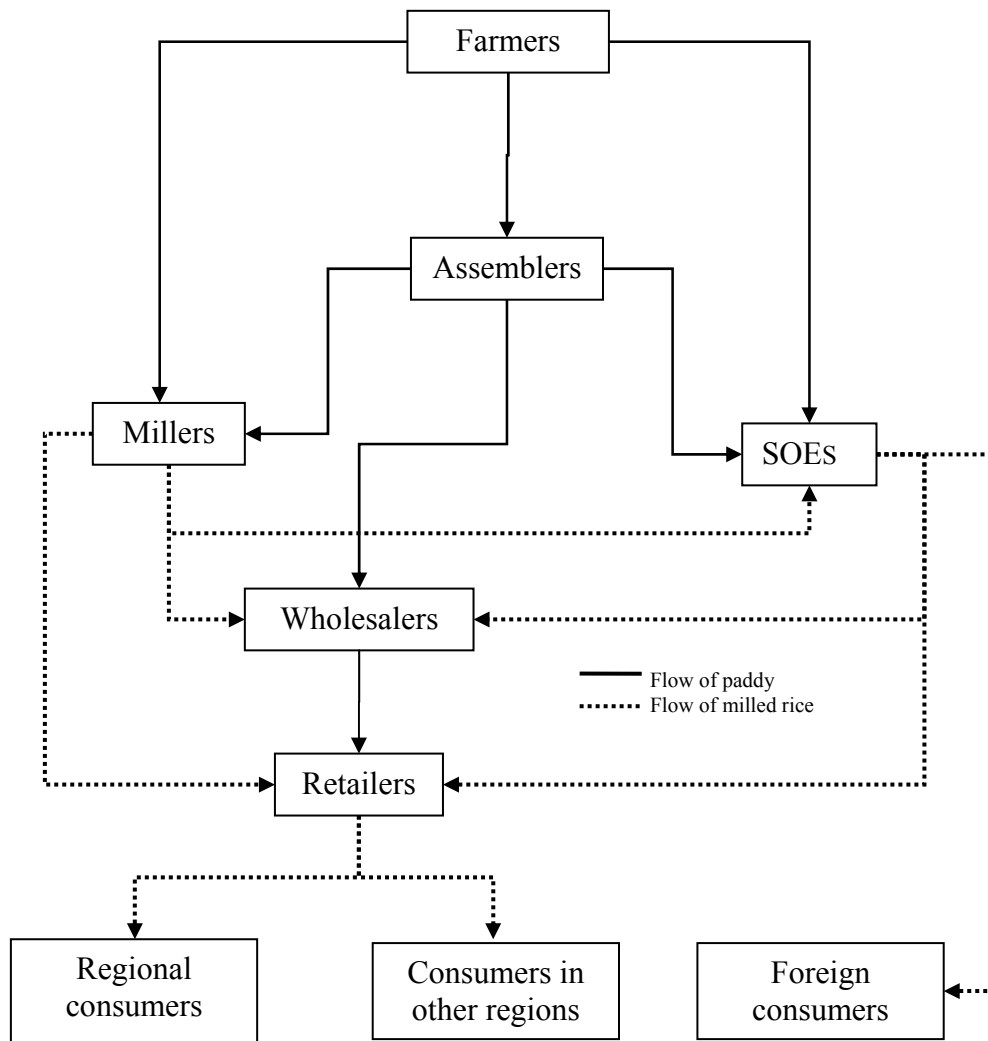 Farmers
Assemblers
Millers
SOEs
Wholesalers
Flow of paddy
Flow of milled rice
Retailers
Regional
consumers
Consumers in
other regions
Foreign
consumers